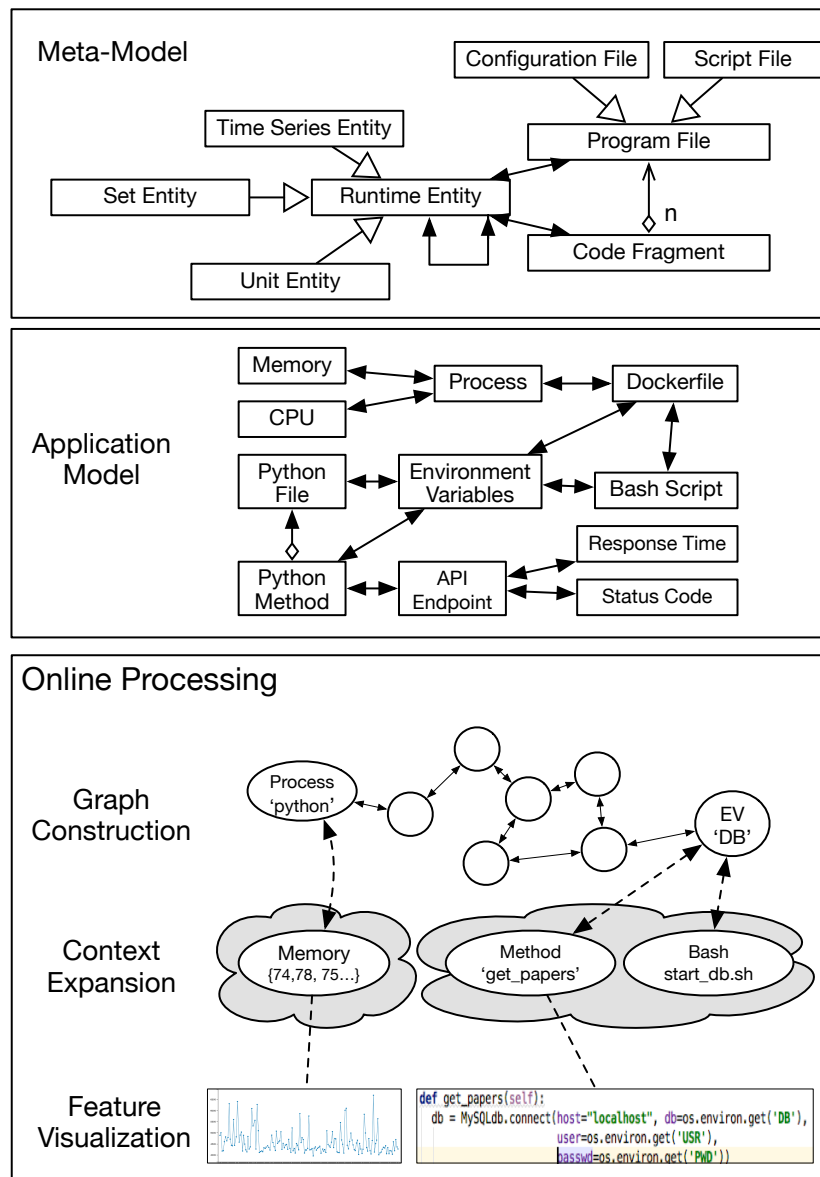 Meta-Model
Configuration File
Script File
Time Series Entity
Program File
Set Entity
Runtime Entity
n
Code Fragment
Unit Entity
Application
Model
Memory
Process
Dockerfile
CPU
Python
File
Environment
Variables
Bash Script
Response Time
Python
Method
API
Endpoint
Status Code
Online Processing
Graph
Construction
Process
‘python’
EV
‘DB’
Context
Expansion
Memory
{74,78, 75…}
Method
‘get_papers’
Bash
start_db.sh
Feature
Visualization
def get_papers(self):
db = MySQLdb.connect(host="localhost", db=os.environ.get('DB'),
user=os.environ.get('USR'),
passwd=os.environ.get('PWD'))